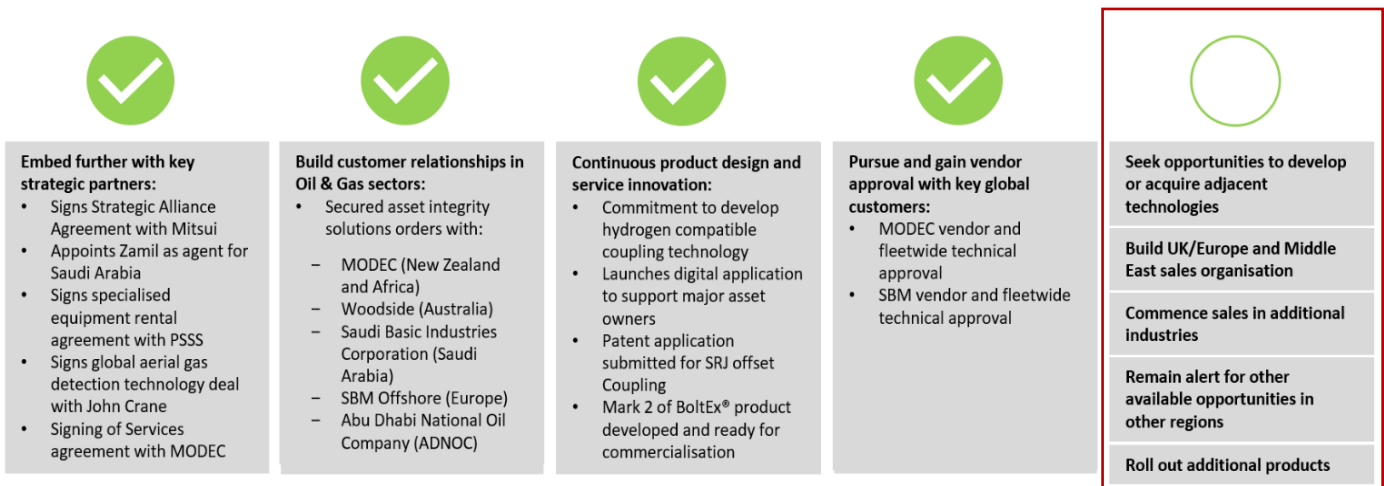 Embed further with key
strategic partners:
• Signs Strategic Alliance
Agreement with Mitsui
• Appoints Zamil as agent for
Saudi Arabia
• Signs specialised
equipment rental
agreement with PSSS
• Signs global aerial gas
detection technology deal
with John Crane
• Signing of Services
agreement with MODEC
Build customer relationships in
Oil & Gas sectors:
• Secured asset integrity
solutions orders with:
– MODEC (New Zealand
and Africa)
– Woodside (Australia)
– Saudi Basic Industries
Corporation (Saudi
Arabia)
– SBM Offshore (Europe)
– Abu Dhabi National Oil
Company (ADNOC)
Continuous product design and
service innovation:
• Commitment to develop
hydrogen compatible
coupling technology
• Launches digital application
to support major asset
owners
• Patent application
submitted for SRJ offset
Coupling
• Mark 2 of BoltEx® product
developed and ready for
commercialisation
Pursue and gain vendor
approval with key global
customers:
• MODEC vendor and
fleetwide technical
approval
• SBM vendor and fleetwide
technical approval
Seek opportunities to develop
or acquire adjacent
technologies
Build UK/Europe and Middle
East sales organisation
Commence sales in additional
industries
Remain alert for other
available opportunities in
other regions
Roll out additional products